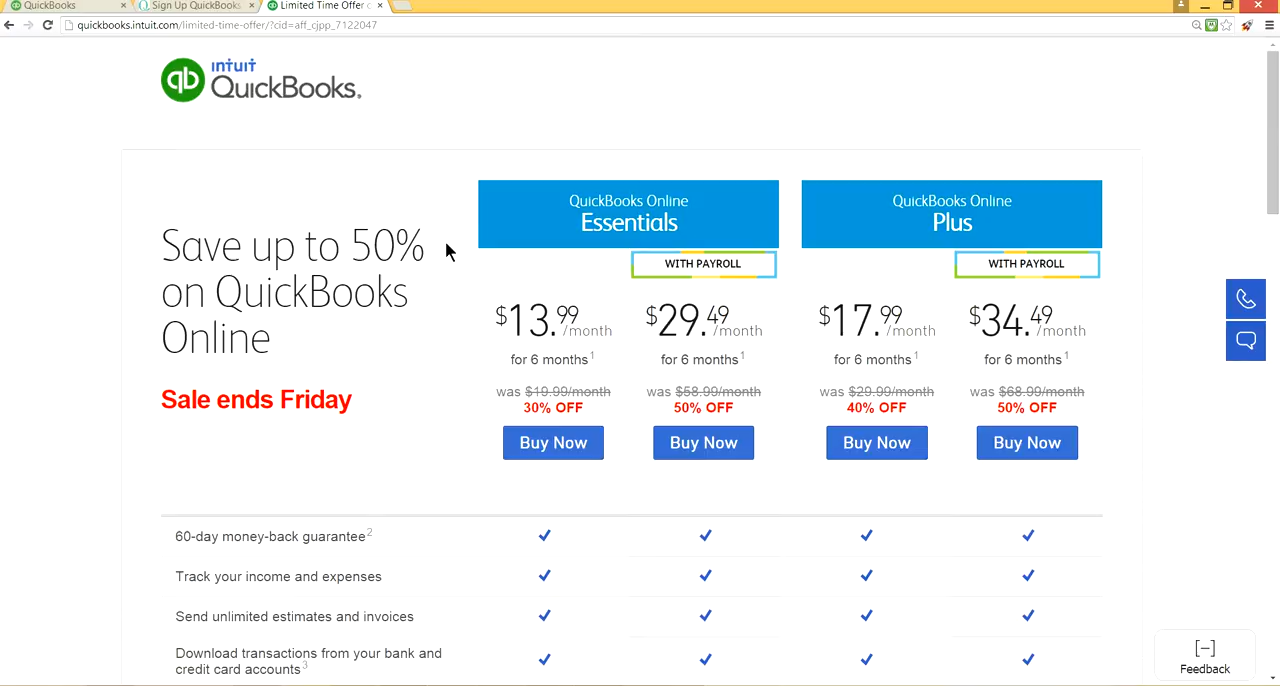 QuickBooks
Sign Up QuickBooks
Limited Time Offer
quickbooks.intuit.com/limited-time-offer/?cid=aff_cjpp_7122047
intuit
qb QuickBooks.
Save up to 50%
on QuickBooks
Online
Sale ends Friday
QuickBooks Online
Essentials
WITH PAYROLL
$13.99/month
for 6 months1
was $19.99/month
30% OFF
Buy Now
$29.49/month
for 6 months1
was $58.99/month
50% OFF
Buy Now
QuickBooks Online
Plus
WITH PAYROLL
$17.99/month
for 6 months1
was $29.99/month
40% OFF
Buy Now
$34.49/month
for 6 months1
was $68.99/month
50% OFF
Buy Now
60-day money-back guarantee2
Track your income and expenses
Send unlimited estimates and invoices
Download transactions from your bank and
credit card accounts3
[-]
Feedback